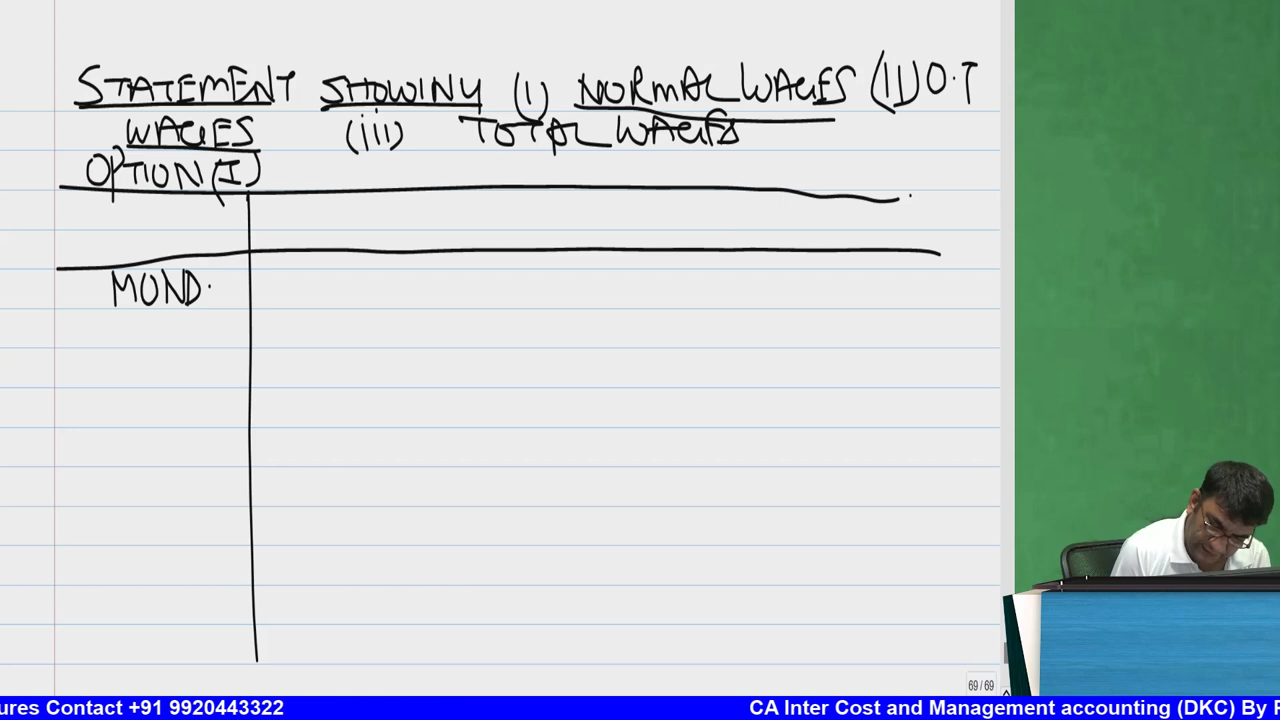 STATEMENT SHOWING (i) NORMAL WAGES (II) O.T
WAGES (iii) TOTAL WAGES
OPTION (I)
MOND.
69/69
ures Contact +91 9920443322 CA Inter Cost and Management accounting (DKC) By